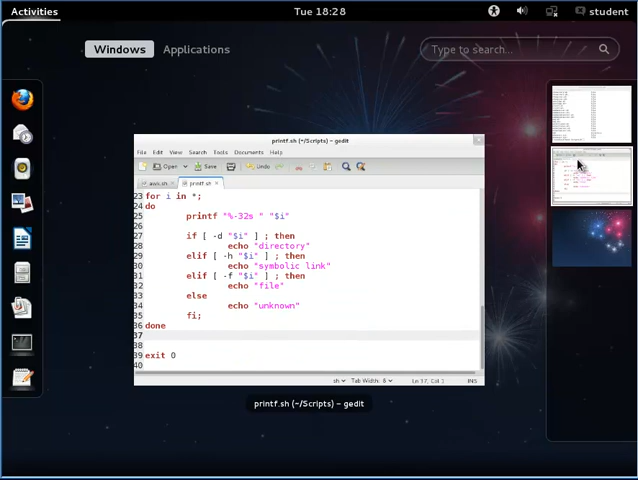 Activities
Tue 18:28
student
Windows
Applications
Type to search...
printf.sh (~/Scripts) – gedit
File Edit View Search Tools Documents Help
Open
Save
Undo
awk.sh
printf.sh
23 for i in *;
24 do
25 printf "%-32s " "$i"
26
27 if [ -d "$i" ] ; then
28 echo "directory"
29 elif [ -h "$i" ] ; then
30 echo "symbolic link"
31 elif [ -f "$i" ] ; then
32 echo "file"
33 else
34 echo "unknown"
35 fi;
36 done
37
38
39 exit 0
40
sh
Tab Width: 8
Ln 37, Col 1
INS
printf.sh (~/Scripts) – gedit